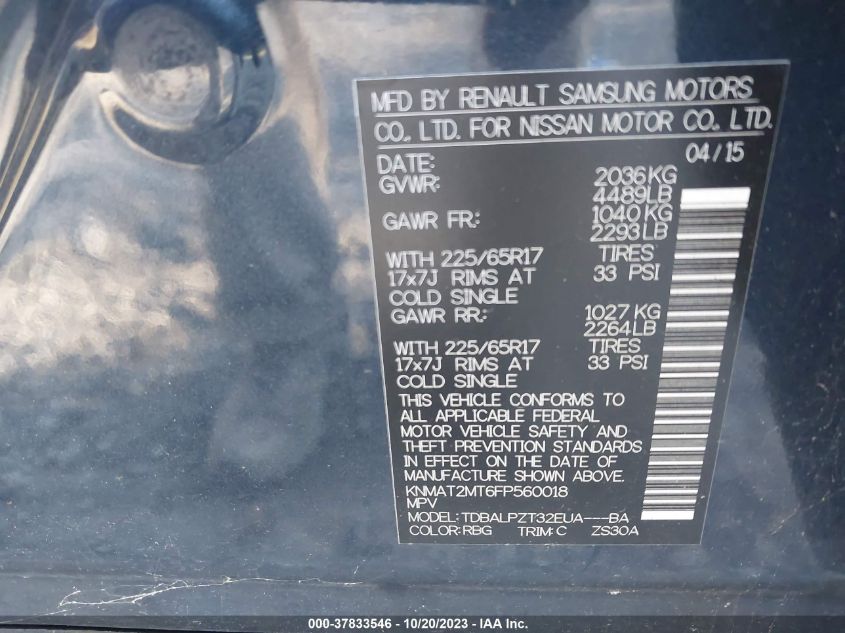 MFD BY RENAULT SAMSUNG MOTORS
CO., LTD. FOR NISSAN MOTOR CO., LTD.
DATE: 04/15
GVWR: 2036KG
4489LB
GAWR FR.: 1040 KG
2293LB
WITH 225/65R17 TIRES
17x7J RIMS AT 33 PSI
COLD SINGLE
GAWR RR.: 1027 KG
2264LB
WITH 225/65R17 TIRES
17x7J RIMS AT 33 PSI
COLD SINGLE
THIS VEHICLE CONFORMS TO
ALL APPLICABLE FEDERAL
MOTOR VEHICLE SAFETY AND
THEFT PREVENTION STANDARDS
IN EFFECT ON THE DATE OF
MANUFACTURE SHOWN ABOVE.
KNMAT2MT6FP560018
MPV
MODEL: TDBALPZT32EUA---BA
COLOR: RBG TRIM: C ZS30A
000-37833546 - 10/20/2023 - IAA Inc.